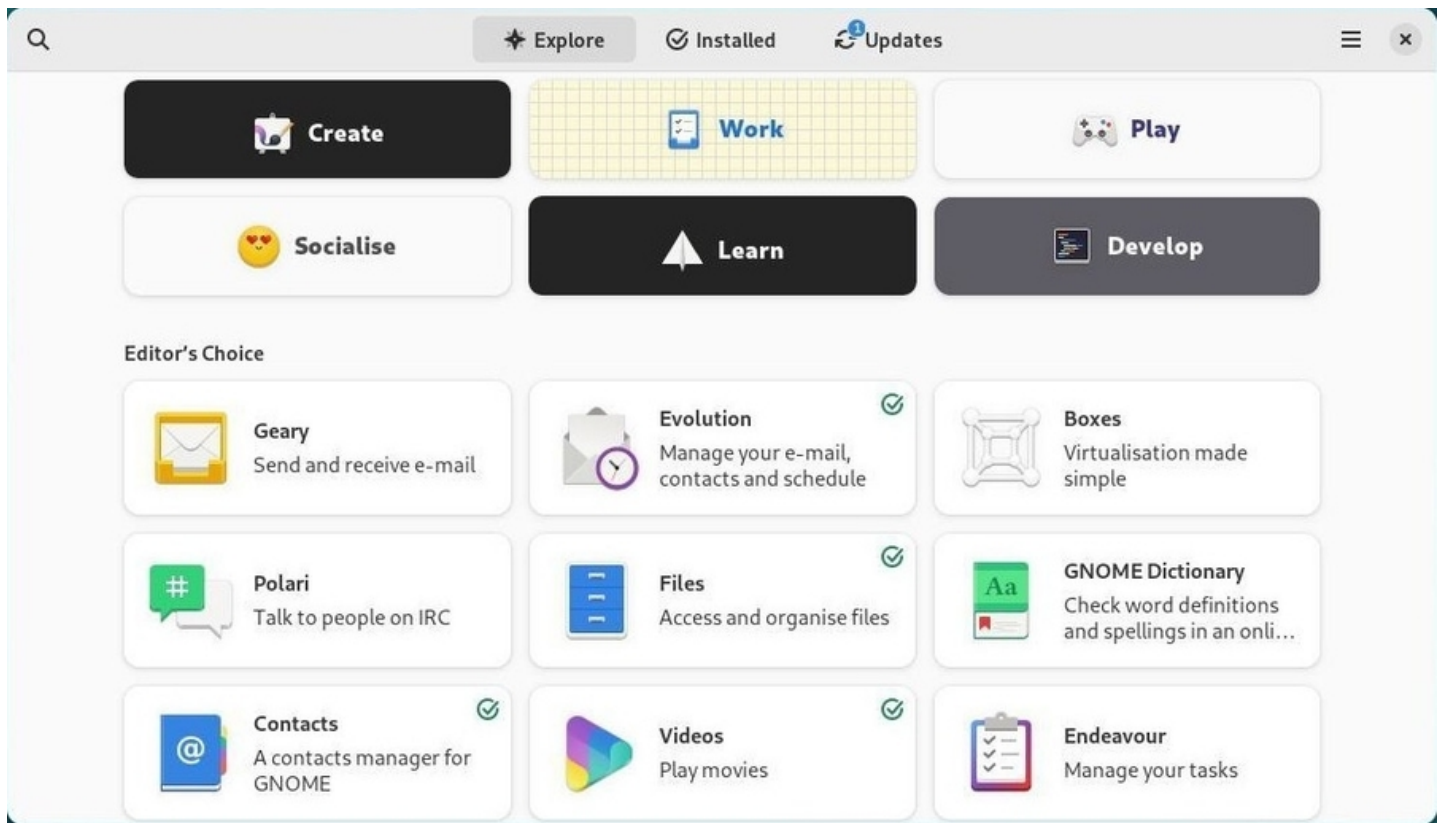 Explore Installed 1 Updates
Create Work Play
Socialise Learn Develop
Editor's Choice
Geary
Send and receive e-mail
Evolution
Manage your e-mail,
contacts and schedule
Boxes
Virtualisation made
simple
#
Polari
Talk to people on IRC
Files
Access and organise files
Aa
GNOME Dictionary
Check word definitions
and spellings in an onli...
@
Contacts
A contacts manager for
GNOME
Videos
Play movies
Endeavour
Manage your tasks